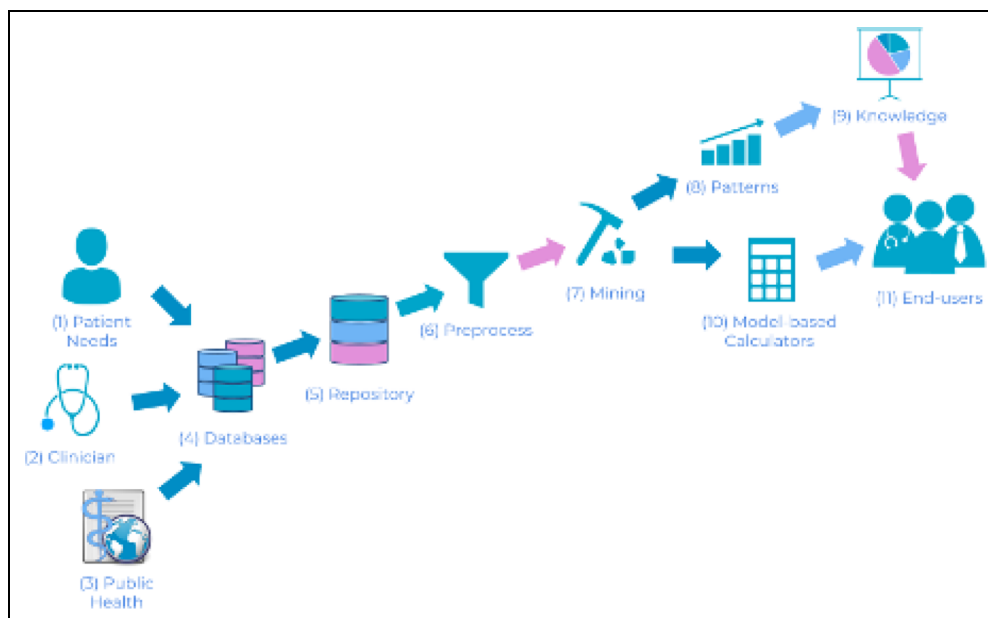 (1) Patient
Needs
(2) Clinician
(3) Public
Health
(4) Databases
(5) Repository
(6) Preprocess
(7) Mining
(8) Patterns
(9) Knowledge
(10) Model-based
Calculators
(11) End-users